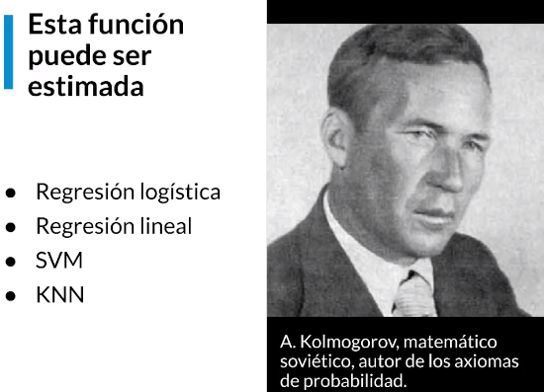 Esta función
puede ser
estimada
● Regresión logística
● Regresión lineal
● SVM
● KNN
A. Kolmogorov, matemático
soviético, autor de los axiomas
de probabilidad.